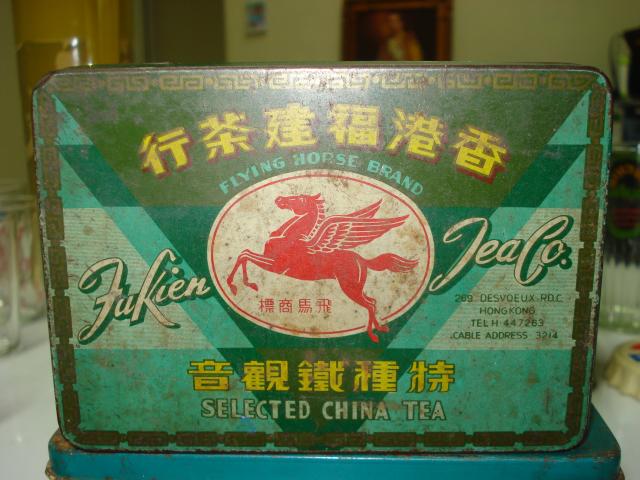 香港福建茶行
FLYING HORSE BRAND
飛馬商標
Fukien Tea Co.
269 DESVOEUX RD.C
HONGKONG
TEL H 447263
CABLE ADDRESS 3214
特種鐵觀音
SELECTED CHINA TEA